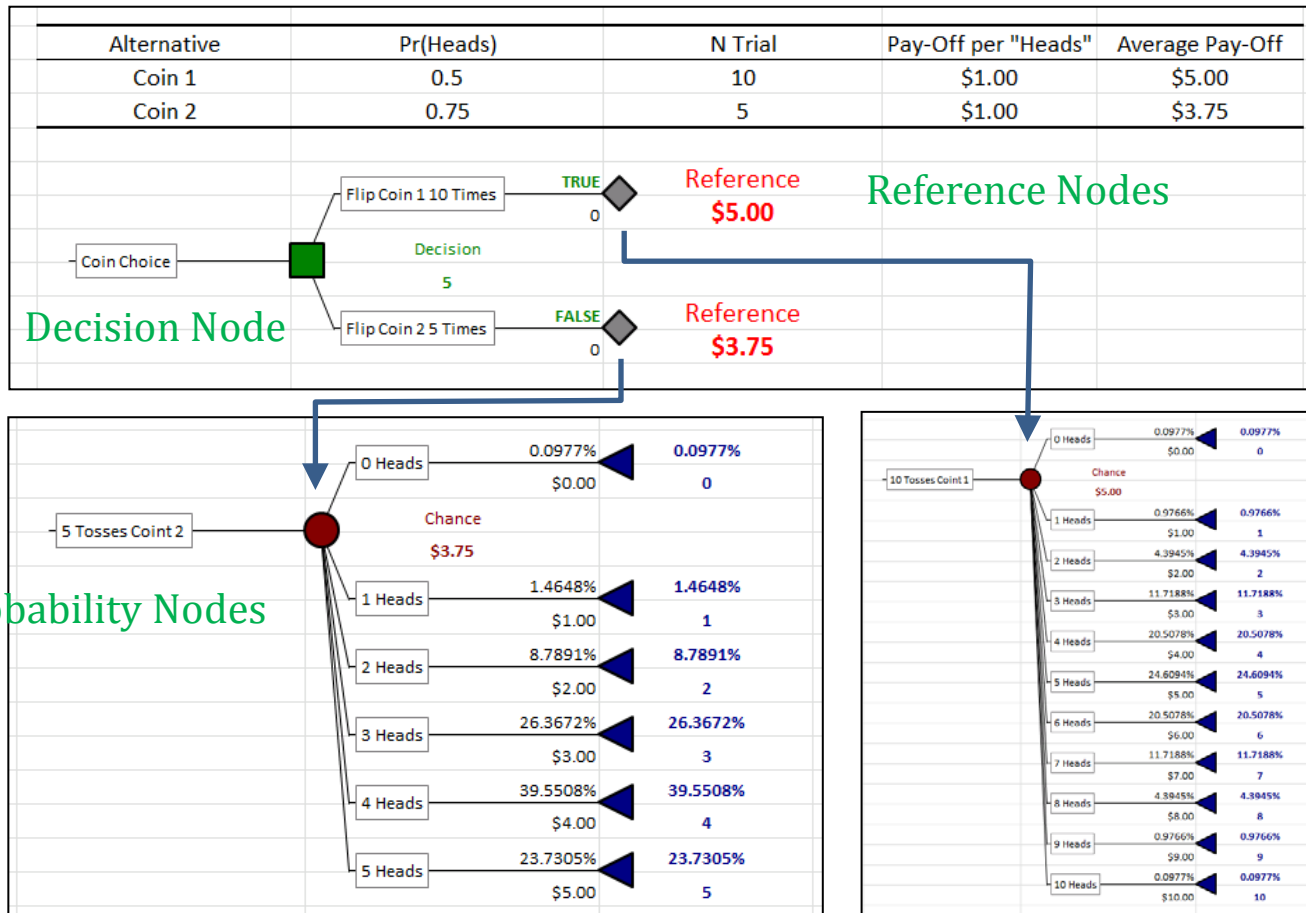 Alternative Pr(Heads) N Trial Pay-Off per "Heads" Average Pay-Off
Coin 1 0.5 10 $1.00 $5.00
Coin 2 0.75 5 $1.00 $3.75
Flip Coin 1 10 Times TRUE Reference
0 $5.00
Reference Nodes
Coin Choice
Decision
5
Decision Node
Flip Coin 2 5 Times FALSE Reference
0 $3.75
0 Heads 0.0977% 0.0977%
$0.00 0
5 Tosses Coint 2
Chance
$3.75
1 Heads 1.4648% 1.4648%
$1.00 1
bability Nodes
2 Heads 8.7891% 8.7891%
$2.00 2
3 Heads 26.3672% 26.3672%
$3.00 3
4 Heads 39.5508% 39.5508%
$4.00 4
5 Heads 23.7305% 23.7305%
$5.00 5
0 Heads 0.0977% 0.0977%
$0.00 0
10 Tosses Coint 1
Chance
$5.00
1 Heads 0.9766% 0.9766%
$1.00 1
2 Heads 4.3945% 4.3945%
$2.00 2
3 Heads 11.7188% 11.7188%
$3.00 3
4 Heads 20.5078% 20.5078%
$4.00 4
5 Heads 24.6094% 24.6094%
$5.00 5
6 Heads 20.5078% 20.5078%
$6.00 6
7 Heads 11.7188% 11.7188%
$7.00 7
8 Heads 4.3945% 4.3945%
$8.00 8
9 Heads 0.9766% 0.9766%
$9.00 9
10 Heads 0.0977% 0.0977%
$10.00 10